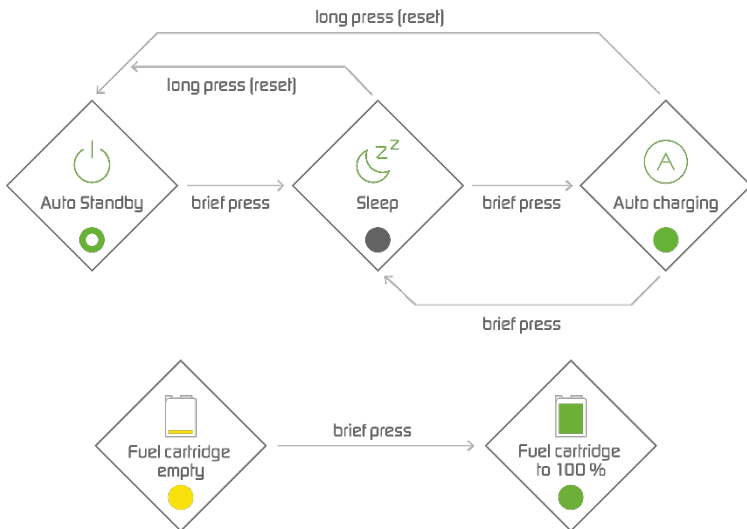 long press (reset)
long press (reset)
Z Z
A
Auto Standby
brief press
Sleep
brief press
Auto charging
brief press
brief press
Fuel cartridge
empty
Fuel cartridge
to 100 %